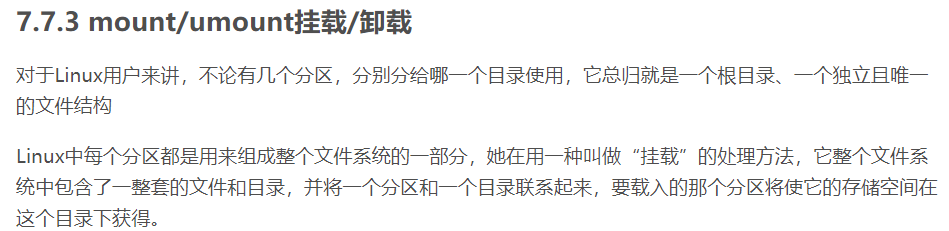 7.7.3 mount/umount挂载/卸载
对于Linux用户来讲，不论有几个分区，分别分给哪一个目录使用，它总归就是一个根目录、一个独立且唯一
的文件结构
Linux中每个分区都是用来组成整个文件系统的一部分，她在用一种叫做“挂载”的处理方法，它整个文件系
统中包含了一整套的文件和目录，并将一个分区和一个目录联系起来，要载入的那个分区将使它的存储空间在
这个目录下获得。